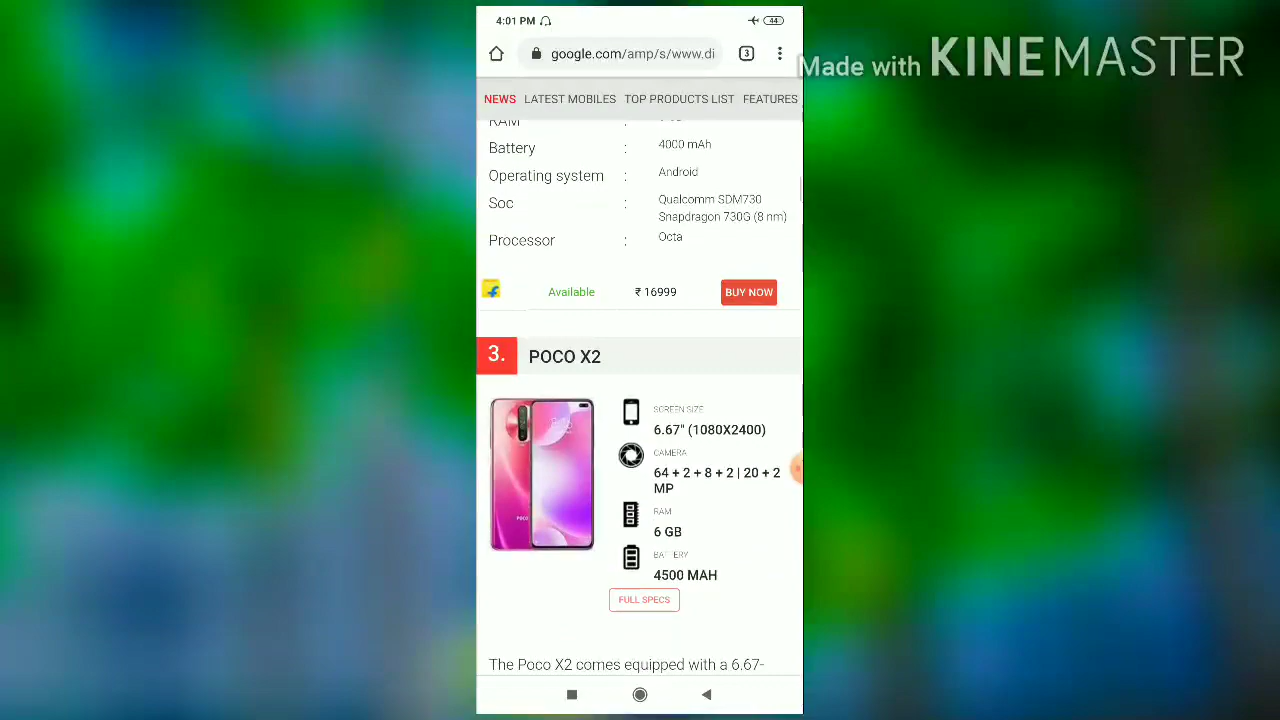 4:01 PM
44
google.com/amp/s/www.di
3
Made with KINEMASTER
NEWS LATEST MOBILES TOP PRODUCTS LIST FEATURES
RAM :
Battery : 4000 mAh
Operating system : Android
Soc : Qualcomm SDM730
Snapdragon 730G (8 nm)
Processor : Octa
Available ₹ 16999 BUY NOW
3. POCO X2
SCREEN SIZE
6.67" (1080X2400)
CAMERA
64 + 2 + 8 + 2 | 20 + 2
MP
RAM
6 GB
BATTERY
4500 MAH
FULL SPECS
POCO
The Poco X2 comes equipped with a 6.67-